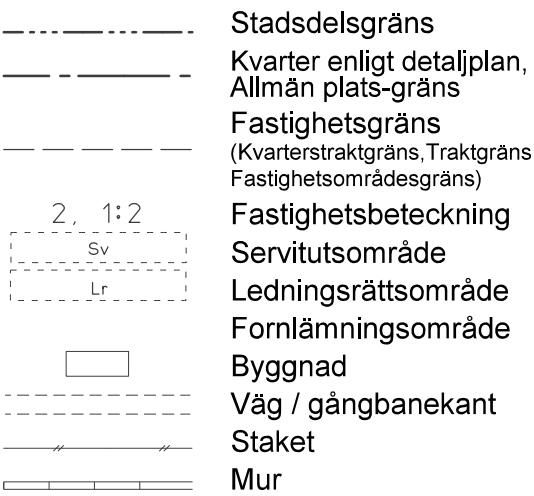 Stadsdelsgräns
Kvarter enligt detaljplan,
Allmän plats-gräns
Fastighetsgräns
(Kvarterstraktgräns,Traktgräns
Fastighetsområdesgräns)
2, 1:2 Fastighetsbeteckning
Sv Servitutsområde
Lr Ledningsrättsområde
Fornlämningsområde
Byggnad
Väg / gångbanekant
Staket
Mur